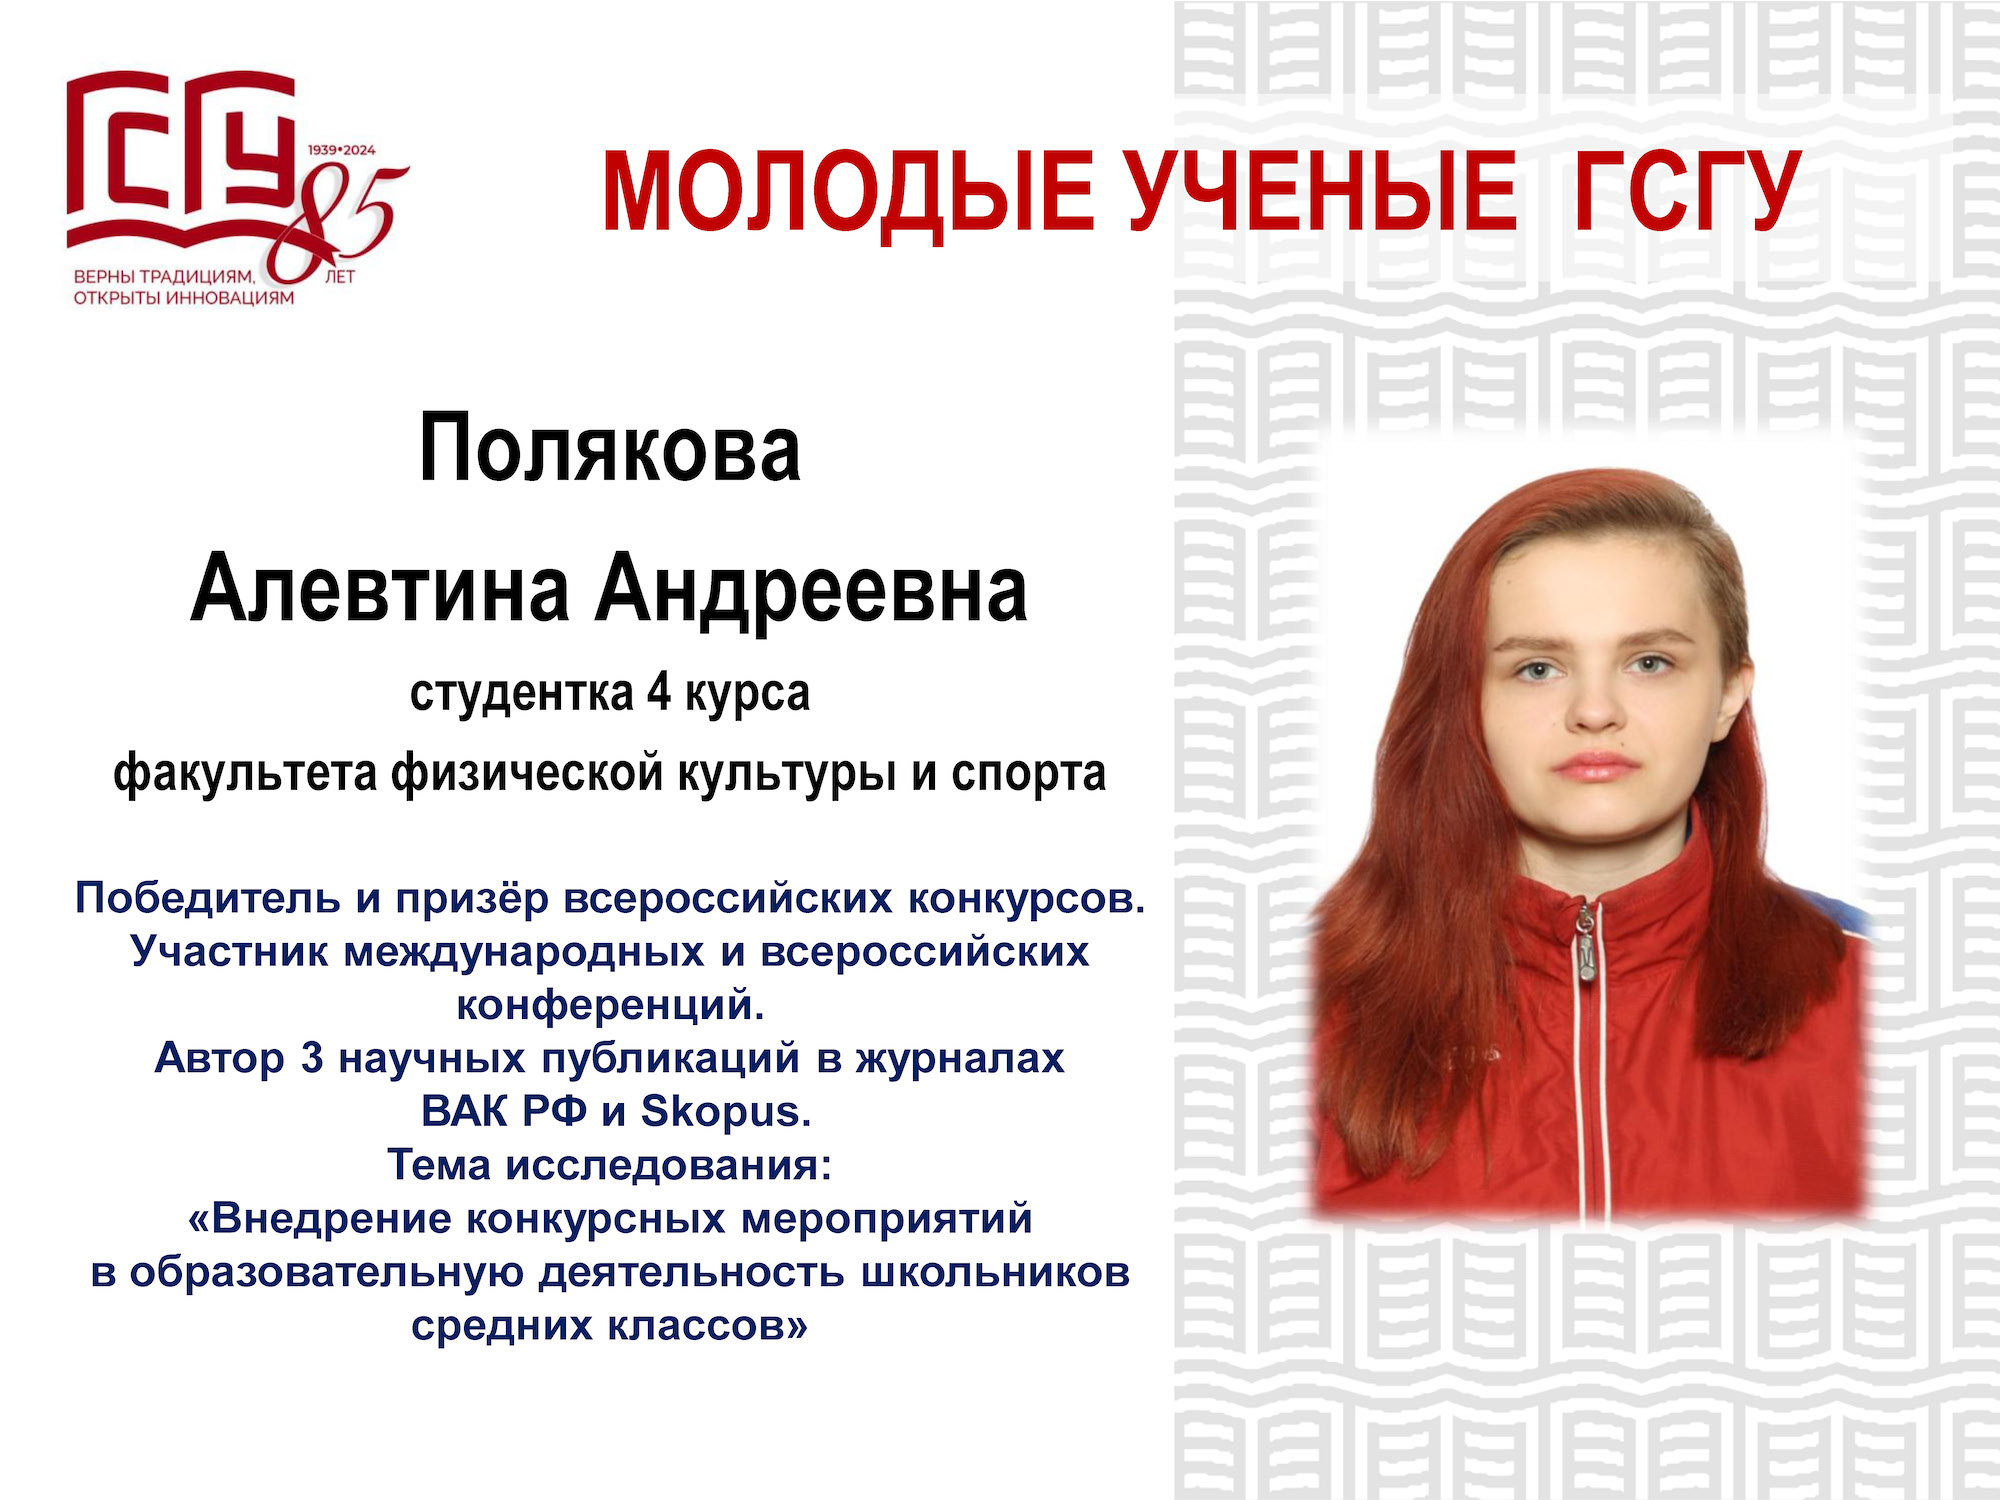 ГСГУ
1939•2024
85
ЛЕТ
ВЕРНЫ ТРАДИЦИЯМ,
ОТКРЫТЫ ИННОВАЦИЯМ
МОЛОДЫЕ УЧЕНЫЕ ГСГУ
Полякова
Алевтина Андреевна
студентка 4 курса
факультета физической культуры и спорта
Победитель и призёр всероссийских конкурсов.
Участник международных и всероссийских
конференций.
Автор 3 научных публикаций в журналах
ВАК РФ и Skopus.
Тема исследования:
«Внедрение конкурсных мероприятий
в образовательную деятельность школьников
средних классов»